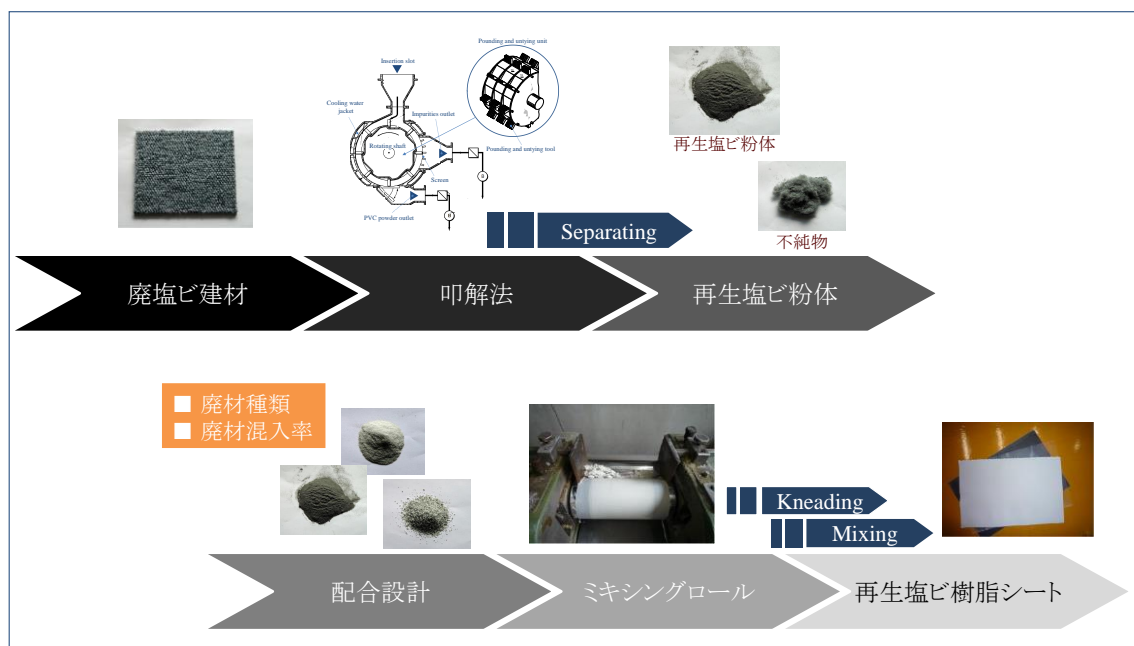 Pounding and untying unit
Insertion slot
Cooling water
jacket
Impurities outlet
Rotating shaft
Pounding and untying tool
Screen
PVC powder outlet
再生塩ビ粉体
不純物
Separating
廃塩ビ建材
叩解法
再生塩ビ粉体
■ 廃材種類
■ 廃材混入率
Kneading
Mixing
配合設計
ミキシングロール
再生塩ビ樹脂シート